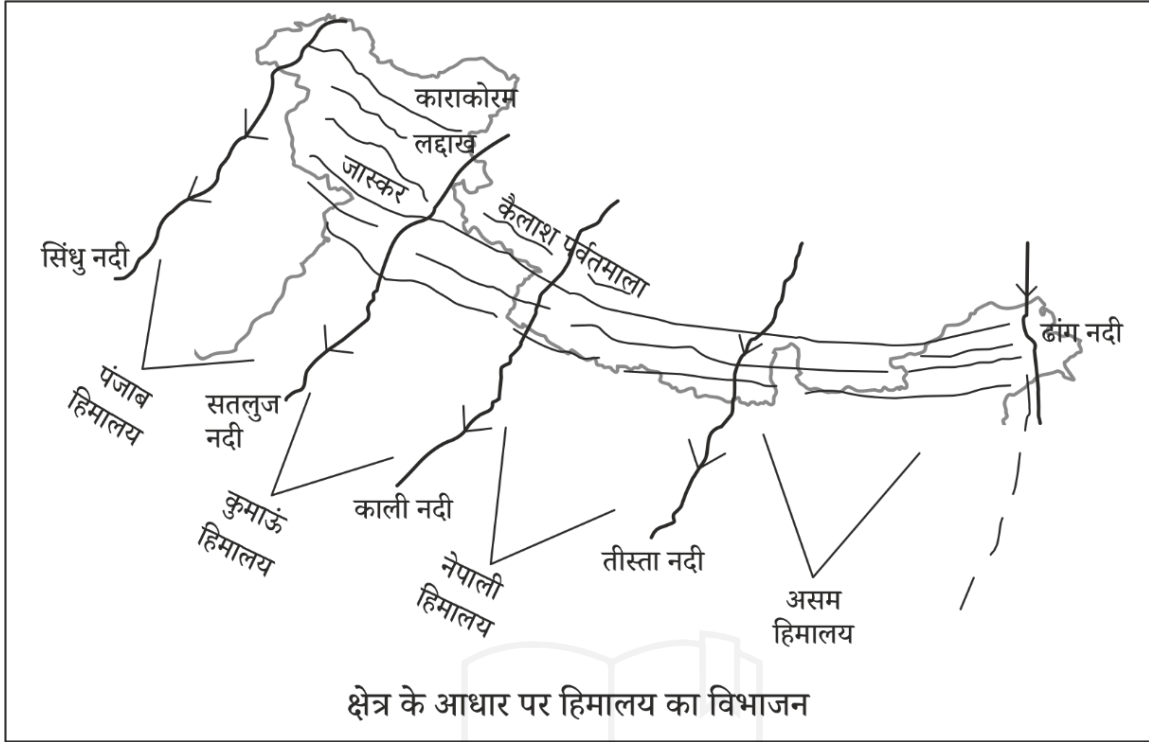 काराकोरम
लद्दाख
जास्कर
कैलाश पर्वतमाला
सिंधु नदी
ढांग नदी
पंजाब
हिमालय
सतलुज
नदी
कुमाऊं
हिमालय
काली नदी
नेपाली
हिमालय
तीस्ता नदी
असम
हिमालय
क्षेत्र के आधार पर हिमालय का विभाजन